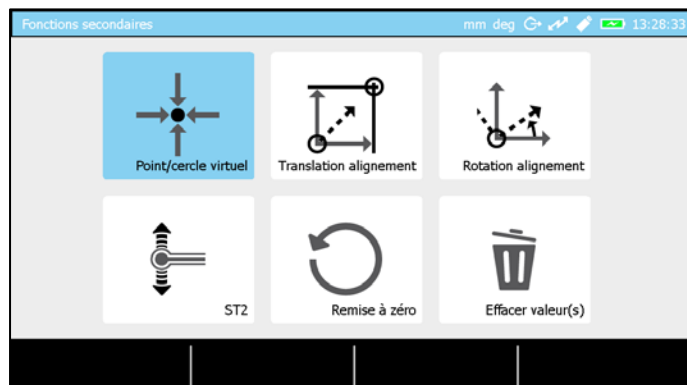 Fonctions secondaires mm deg 13:28:33
Point/cercle virtuel Translation alignement Rotation alignement
ST2 Remise à zéro Effacer valeur(s)